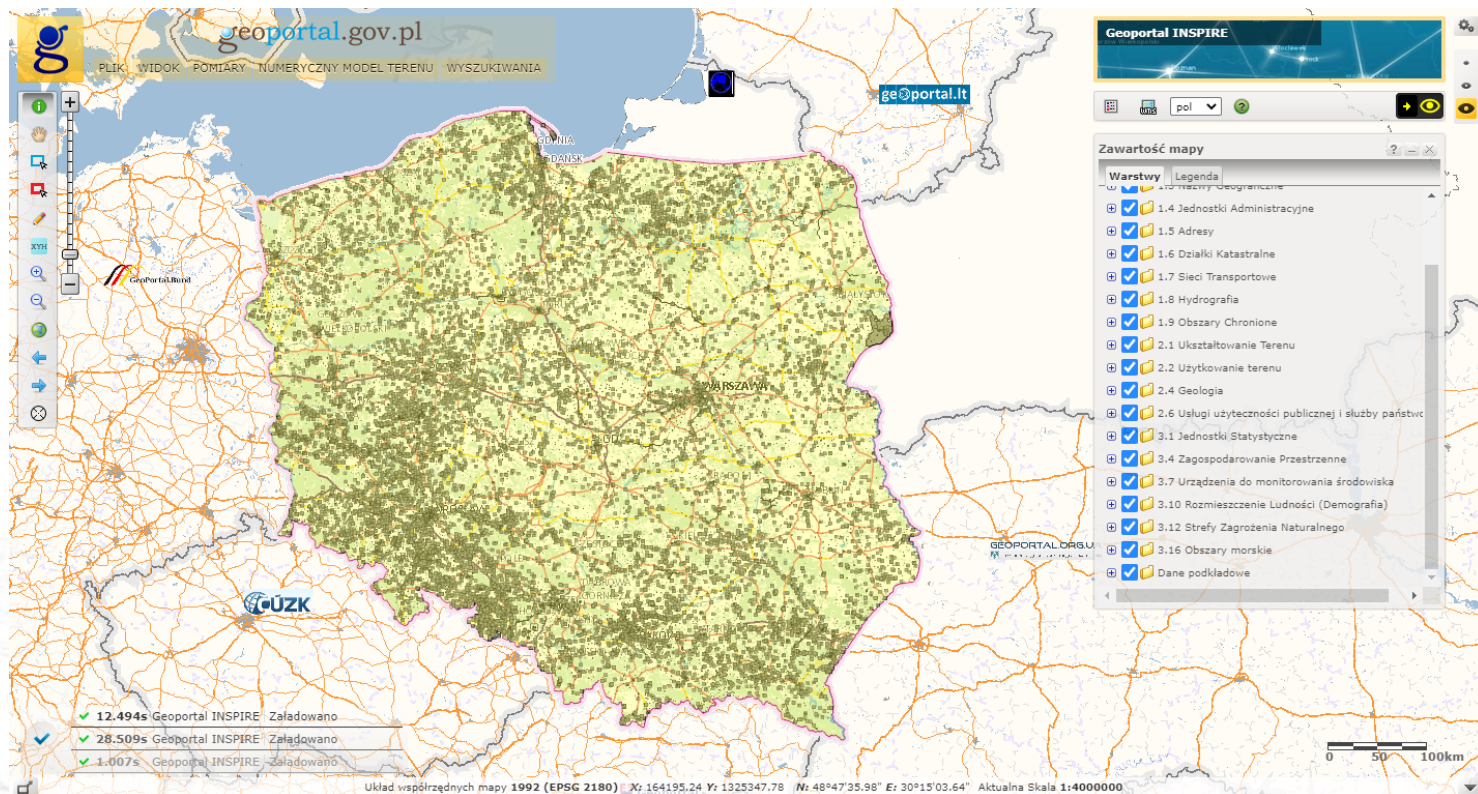 geoportal.gov.pl
PLIK WIDOK POMIARY NUMERYCZNY MODEL TERENU WYSZUKIWANIA
Geoportal INSPIRE
pol
Zawartość mapy
Warstwy Legenda
1.3 Nazwy Geograficzne
1.4 Jednostki Administracyjne
1.5 Adresy
1.6 Działki Katastralne
1.7 Sieci Transportowe
1.8 Hydrografia
1.9 Obszary Chronione
2.1 Ukształtowanie Terenu
2.2 Użytkowanie terenu
2.4 Geologia
2.6 Usługi użyteczności publicznej i służby państwo
3.1 Jednostki Statystyczne
3.4 Zagospodarowanie Przestrzenne
3.7 Urządzenia do monitorowania środowiska
3.10 Rozmieszczenie Ludności (Demografia)
3.12 Strefy Zagrożenia Naturalnego
3.16 Obszary morskie
Dane podkładowe
XYH
geoportal.lt
GDYNIA
GDAŃSK
GeoPortal.Bund
WARSZAWA
GEOPORTAL.ORG.UA
ČÚZK
12.494s Geoportal INSPIRE Załadowano
28.509s Geoportal INSPIRE Załadowano
1.007s Geoportal INSPIRE Załadowano
0 50 100km
Układ współrzędnych mapy 1992 (EPSG 2180) X: 164195.24 Y: 1325347.78 N: 48°47'35.98" E: 30°15'03.64" Aktualna Skala 1:4000000